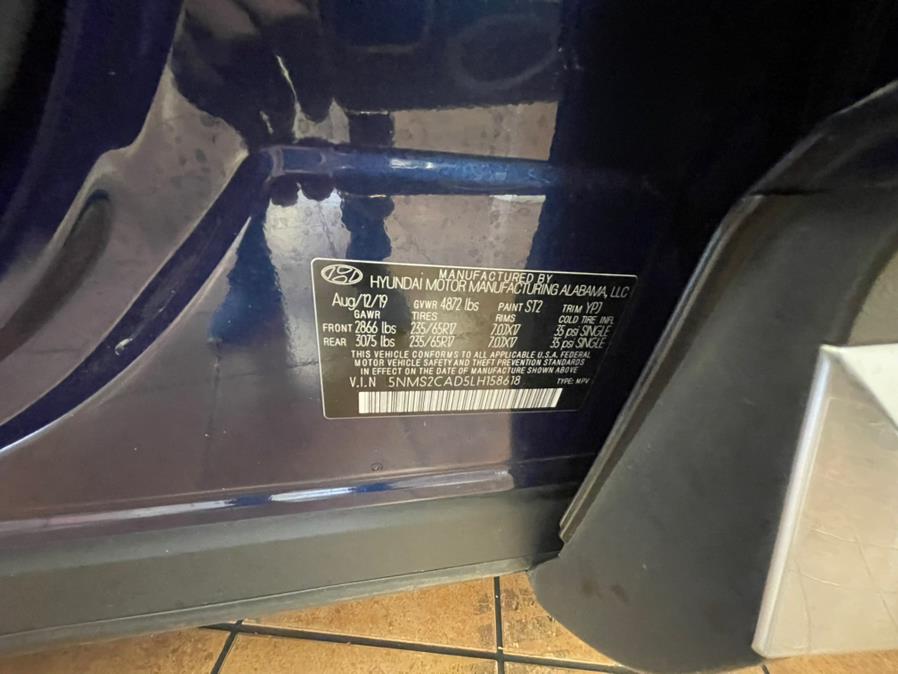 MANUFACTURED BY
HYUNDAI MOTOR MANUFACTURING ALABAMA, LLC
Aug/12/19 GVWR 4872 lbs PAINT ST2 TRIM YPJ
GAWR TIRES RIMS COLD TIRE INFL
FRONT 2866 lbs 235/65R17 7.0JX17 35 psi SINGLE
REAR 3075 lbs 235/65R17 7.0JX17 35 psi SINGLE
THIS VEHICLE CONFORMS TO ALL APPLICABLE U.S.A. FEDERAL
MOTOR VEHICLE SAFETY AND THEFT PREVENTION STANDARDS
IN EFFECT ON THE DATE OF MANUFACTURE SHOWN ABOVE.
V.I.N 5NMS2CAD5LH158618 TYPE: MPV